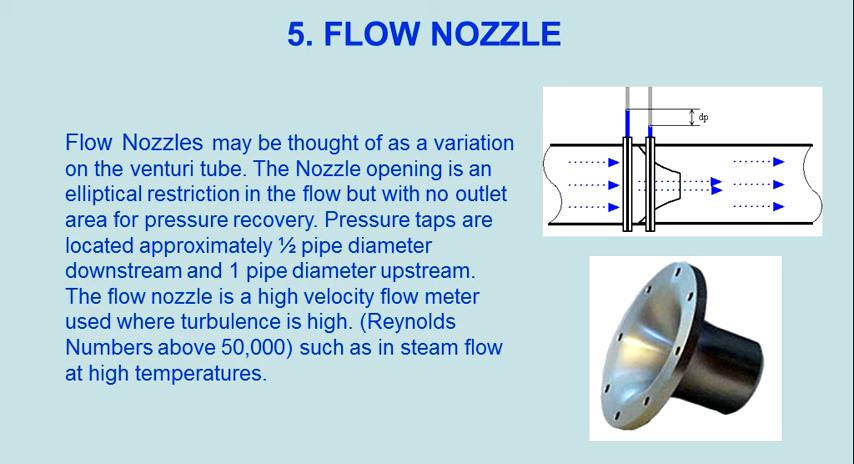 5. FLOW NOZZLE
dp
Flow Nozzles may be thought of as a variation
on the venturi tube. The Nozzle opening is an
elliptical restriction in the flow but with no outlet
area for pressure recovery. Pressure taps are
located approximately ½ pipe diameter
downstream and 1 pipe diameter upstream.
The flow nozzle is a high velocity flow meter
used where turbulence is high. (Reynolds
Numbers above 50,000) such as in steam flow
at high temperatures.